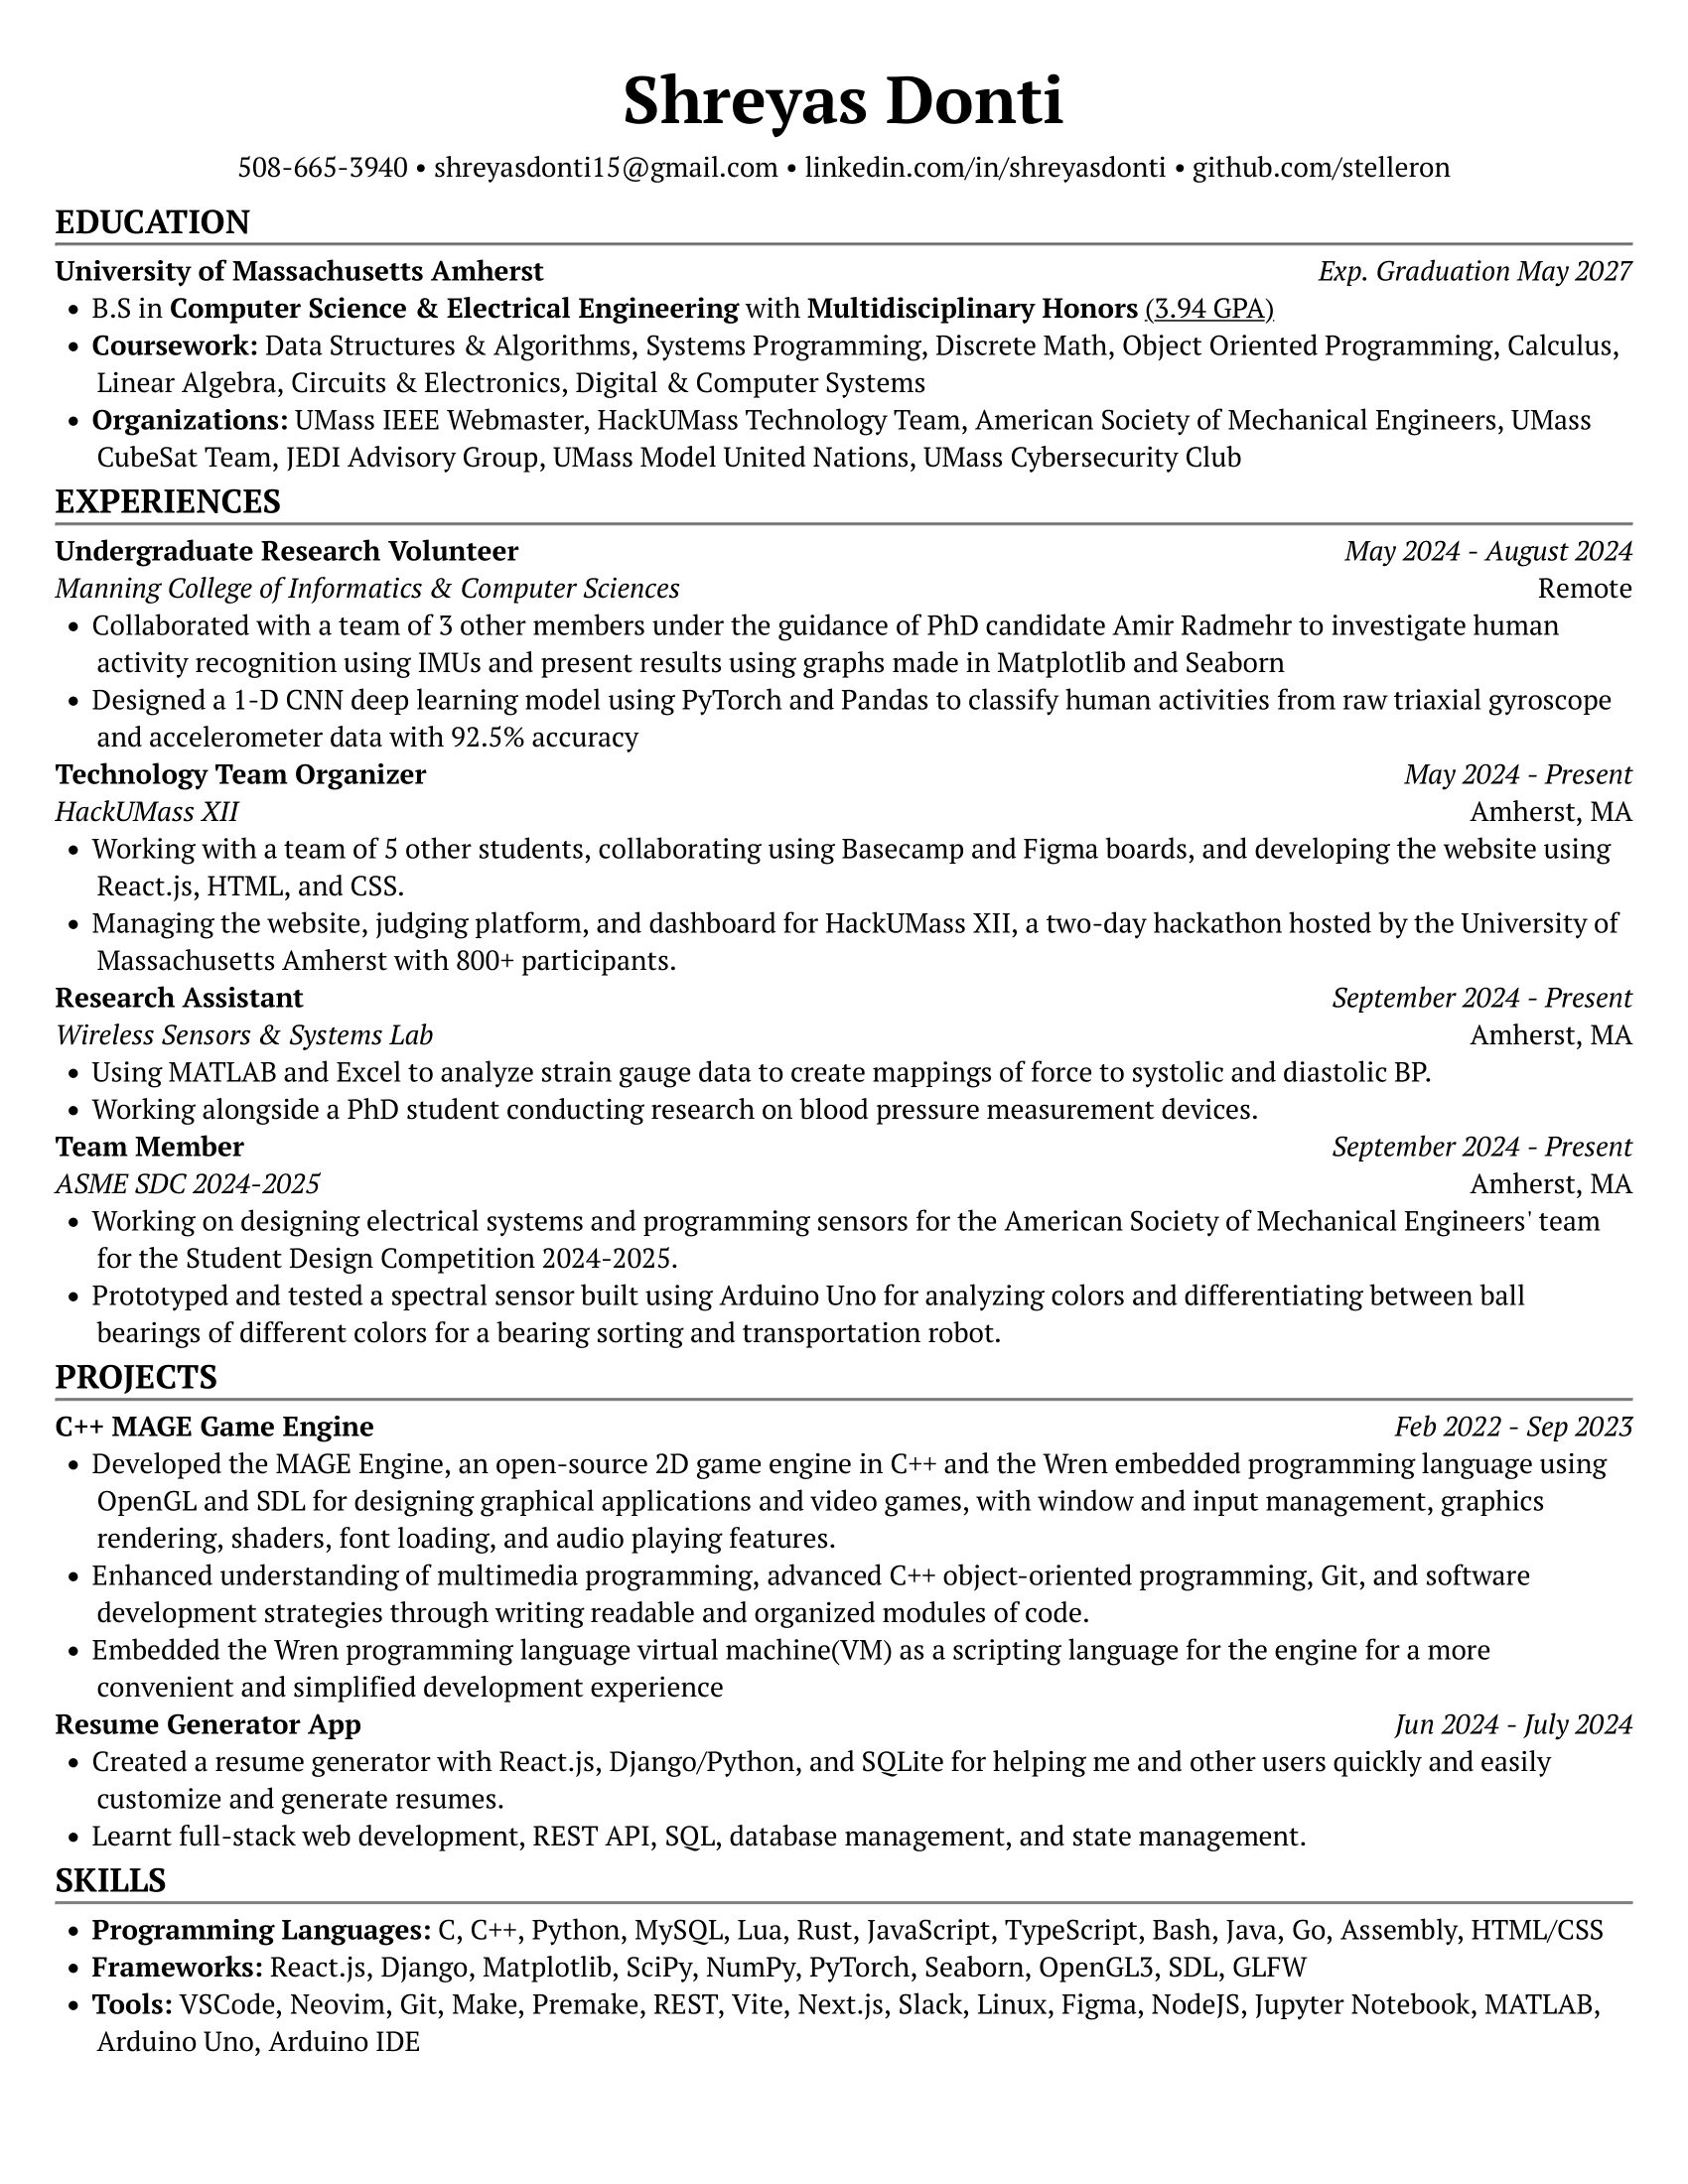 Shreyas Donti
508-665-3940 • shreyasdonti15@gmail.com • linkedin.com/in/shreyasdonti • github.com/stelleron
EDUCATION
University of Massachusetts Amherst Exp. Graduation May 2027
• B.S in Computer Science & Electrical Engineering with Multidisciplinary Honors (3.94 GPA)
• Coursework: Data Structures & Algorithms, Systems Programming, Discrete Math, Object Oriented Programming, Calculus,
Linear Algebra, Circuits & Electronics, Digital & Computer Systems
• Organizations: UMass IEEE Webmaster, HackUMass Technology Team, American Society of Mechanical Engineers, UMass
CubeSat Team, JEDI Advisory Group, UMass Model United Nations, UMass Cybersecurity Club
EXPERIENCES
Undergraduate Research Volunteer May 2024 - August 2024
Manning College of Informatics & Computer Sciences Remote
• Collaborated with a team of 3 other members under the guidance of PhD candidate Amir Radmehr to investigate human
activity recognition using IMUs and present results using graphs made in Matplotlib and Seaborn
• Designed a 1-D CNN deep learning model using PyTorch and Pandas to classify human activities from raw triaxial gyroscope
and accelerometer data with 92.5% accuracy
Technology Team Organizer May 2024 - Present
HackUMass XII Amherst, MA
• Working with a team of 5 other students, collaborating using Basecamp and Figma boards, and developing the website using
React.js, HTML, and CSS.
• Managing the website, judging platform, and dashboard for HackUMass XII, a two-day hackathon hosted by the University of
Massachusetts Amherst with 800+ participants.
Research Assistant September 2024 - Present
Wireless Sensors & Systems Lab Amherst, MA
• Using MATLAB and Excel to analyze strain gauge data to create mappings of force to systolic and diastolic BP.
• Working alongside a PhD student conducting research on blood pressure measurement devices.
Team Member September 2024 - Present
ASME SDC 2024-2025 Amherst, MA
• Working on designing electrical systems and programming sensors for the American Society of Mechanical Engineers' team
for the Student Design Competition 2024-2025.
• Prototyped and tested a spectral sensor built using Arduino Uno for analyzing colors and differentiating between ball
bearings of different colors for a bearing sorting and transportation robot.
PROJECTS
C++ MAGE Game Engine Feb 2022 - Sep 2023
• Developed the MAGE Engine, an open-source 2D game engine in C++ and the Wren embedded programming language using
OpenGL and SDL for designing graphical applications and video games, with window and input management, graphics
rendering, shaders, font loading, and audio playing features.
• Enhanced understanding of multimedia programming, advanced C++ object-oriented programming, Git, and software
development strategies through writing readable and organized modules of code.
• Embedded the Wren programming language virtual machine(VM) as a scripting language for the engine for a more
convenient and simplified development experience
Resume Generator App Jun 2024 - July 2024
• Created a resume generator with React.js, Django/Python, and SQLite for helping me and other users quickly and easily
customize and generate resumes.
• Learnt full-stack web development, REST API, SQL, database management, and state management.
SKILLS
• Programming Languages: C, C++, Python, MySQL, Lua, Rust, JavaScript, TypeScript, Bash, Java, Go, Assembly, HTML/CSS
• Frameworks: React.js, Django, Matplotlib, SciPy, NumPy, PyTorch, Seaborn, OpenGL3, SDL, GLFW
• Tools: VSCode, Neovim, Git, Make, Premake, REST, Vite, Next.js, Slack, Linux, Figma, NodeJS, Jupyter Notebook, MATLAB,
Arduino Uno, Arduino IDE